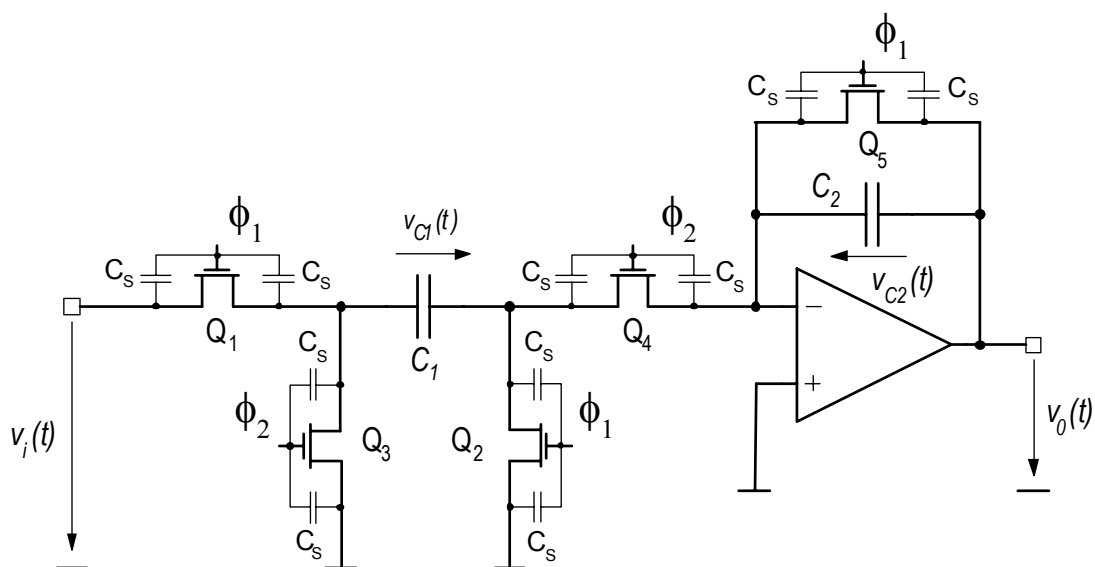 ϕ1
CS
CS
Q5
C2
vC2(t)
ϕ1
CS
CS
Q1
vC1(t)
C1
ϕ2
CS
CS
Q4
−
+
CS
ϕ2
Q3
CS
CS
Q2
ϕ1
CS
vi(t)
v0(t)